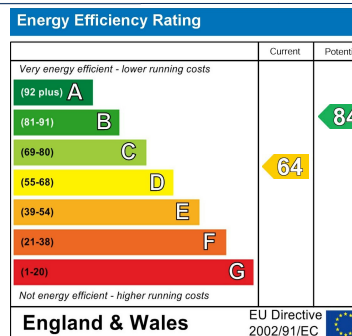 Energy Efficiency Rating
Current
Potenti
Very energy efficient - lower running costs
(92 plus) A
(81-91) B
84
(69-80) C
64
(55-68) D
(39-54) E
(21-38) F
(1-20) G
Not energy efficient - higher running costs
England & Wales
EU Directive
2002/91/EC